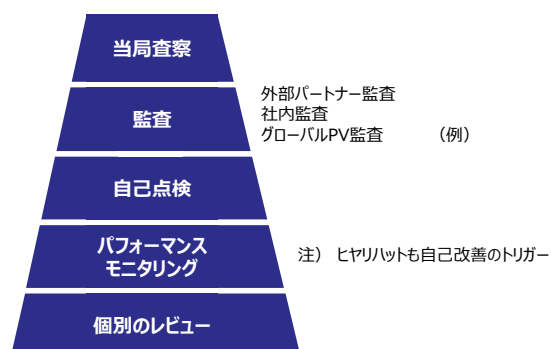 当局査察
外部パートナー監査
監査
社内監査
グローバルPV監査 （例）
自己点検
パフォーマンス
モニタリング
注） ヒヤリハットも自己改善のトリガー
個別のレビュー